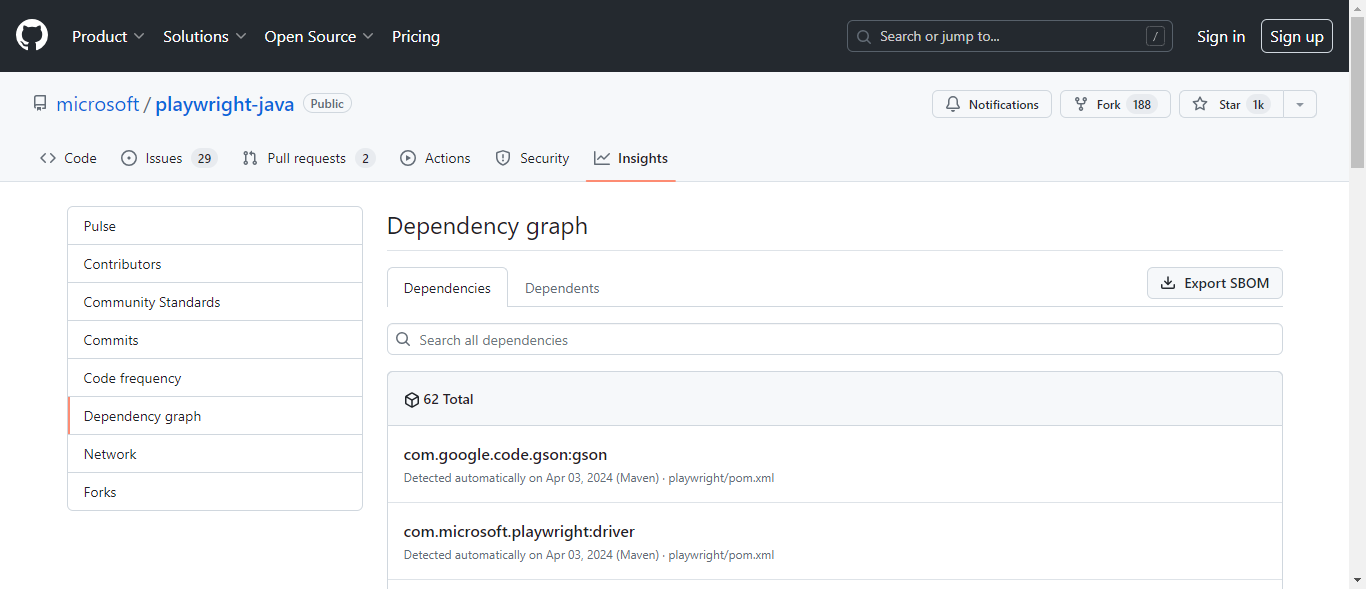 Product Solutions Open Source Pricing Search or jump to... / Sign in Sign up
microsoft / playwright-java Public Notifications Fork 188 Star 1k
Code Issues 29 Pull requests 2 Actions Security Insights
Pulse
Contributors
Community Standards
Commits
Code frequency
Dependency graph
Network
Forks
Dependency graph
Dependencies Dependents Export SBOM
Search all dependencies
62 Total
com.google.code.gson:gson
Detected automatically on Apr 03, 2024 (Maven) · playwright/pom.xml
com.microsoft.playwright:driver
Detected automatically on Apr 03, 2024 (Maven) · playwright/pom.xml